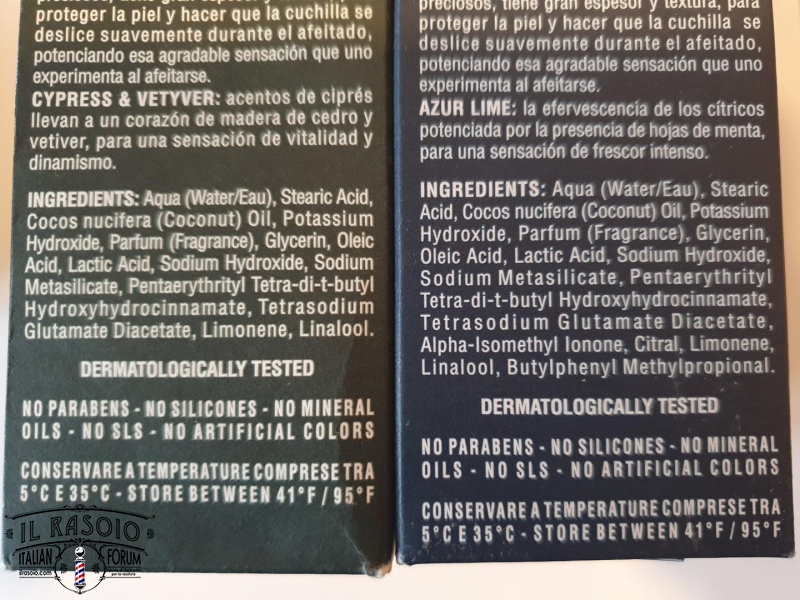 preciosos, tiene gran espesor y textura, para
proteger la piel y hacer que la cuchilla se
deslice suavemente durante el afeitado,
potenciando esa agradable sensación que uno
experimenta al afeitarse.
CYPRESS & VETYVER: acentos de ciprés
llevan a un corazón de madera de cedro y
vetiver, para una sensación de vitalidad y
dinamismo.
INGREDIENTS: Aqua (Water/Eau), Stearic Acid,
Cocos nucifera (Coconut) Oil, Potassium
Hydroxide, Parfum (Fragrance), Glycerin, Oleic
Acid, Lactic Acid, Sodium Hydroxide, Sodium
Metasilicate, Pentaerythrityl Tetra-di-t-butyl
Hydroxyhydrocinnamate, Tetrasodium
Glutamate Diacetate, Limonene, Linalool.
DERMATOLOGICALLY TESTED
NO PARABENS - NO SILICONES - NO MINERAL
OILS - NO SLS - NO ARTIFICIAL COLORS
CONSERVARE A TEMPERATURE COMPRESE TRA
5°C E 35°C - STORE BETWEEN 41°F / 95°F
preciosos, tiene gran espesor y textura, para
proteger la piel y hacer que la cuchilla se
deslice suavemente durante el afeitado,
potenciando esa agradable sensación que uno
experimenta al afeitarse.
AZUR LIME: la efervescencia de los cítricos
potenciada por la presencia de hojas de menta,
para una sensación de frescor intenso.
INGREDIENTS: Aqua (Water/Eau), Stearic
Acid, Cocos nucifera (Coconut) Oil, Potassium
Hydroxide, Parfum (Fragrance), Glycerin,
Oleic Acid, Lactic Acid, Sodium Hydroxide,
Sodium Metasilicate, Pentaerythrityl
Tetra-di-t-butyl Hydroxyhydrocinnamate,
Tetrasodium Glutamate Diacetate,
Alpha-Isomethyl Ionone, Citral, Limonene,
Linalool, Butylphenyl Methylpropional.
DERMATOLOGICALLY TESTED
NO PARABENS - NO SILICONES - NO MINERAL
OILS - NO SLS - NO ARTIFICIAL COLORS
CONSERVARE A TEMPERATURE COMPRESE TRA
5°C E 35°C - STORE BETWEEN 41°F / 95°F
IL RASOIO
ITALIAN FORUM
ilrasoio.com